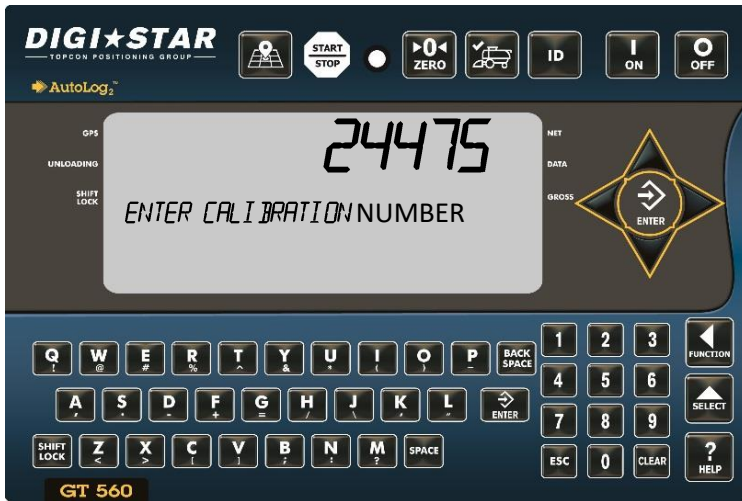 DIGI★STAR
TOPCON POSITIONING GROUP
AutoLog2™
START
STOP
0
ZERO
ID
I
ON
O
OFF
GPS
UNLOADING
SHIFT
LOCK
24475
ENTER CALIBRATION NUMBER
NET
DATA
GROSS
ENTER
Q W E R T Y U I O P BACK
! @ # % ^ & * ( ) _ SPACE
A S D F G H J K L ENTER
SHIFT
LOCK
Z X C V B N M SPACE
< > [ ] ; : ?
1 2 3
4 5 6
7 8 9
ESC 0 CLEAR
FUNCTION
SELECT
?
HELP
GT 560